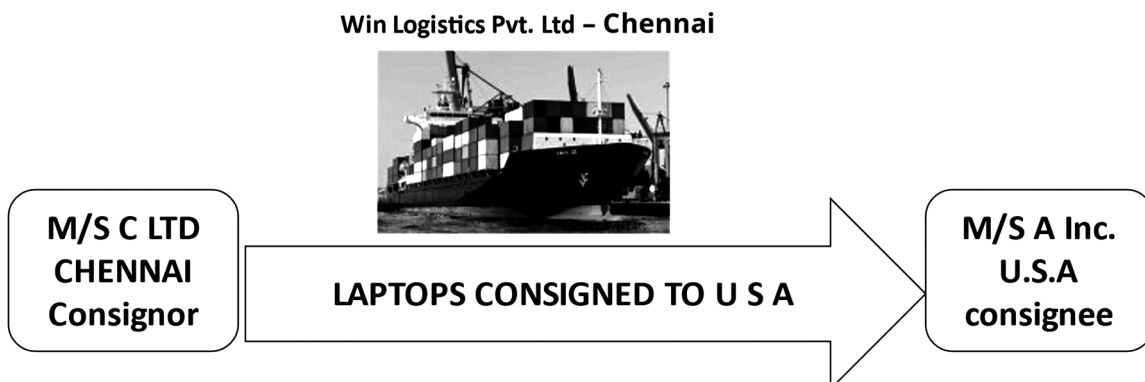 Win Logistics Pvt. Ltd – Chennai
M/S C LTD
CHENNAI
Consignor
LAPTOPS CONSIGNED TO U S A
M/S A Inc.
U.S.A
consignee